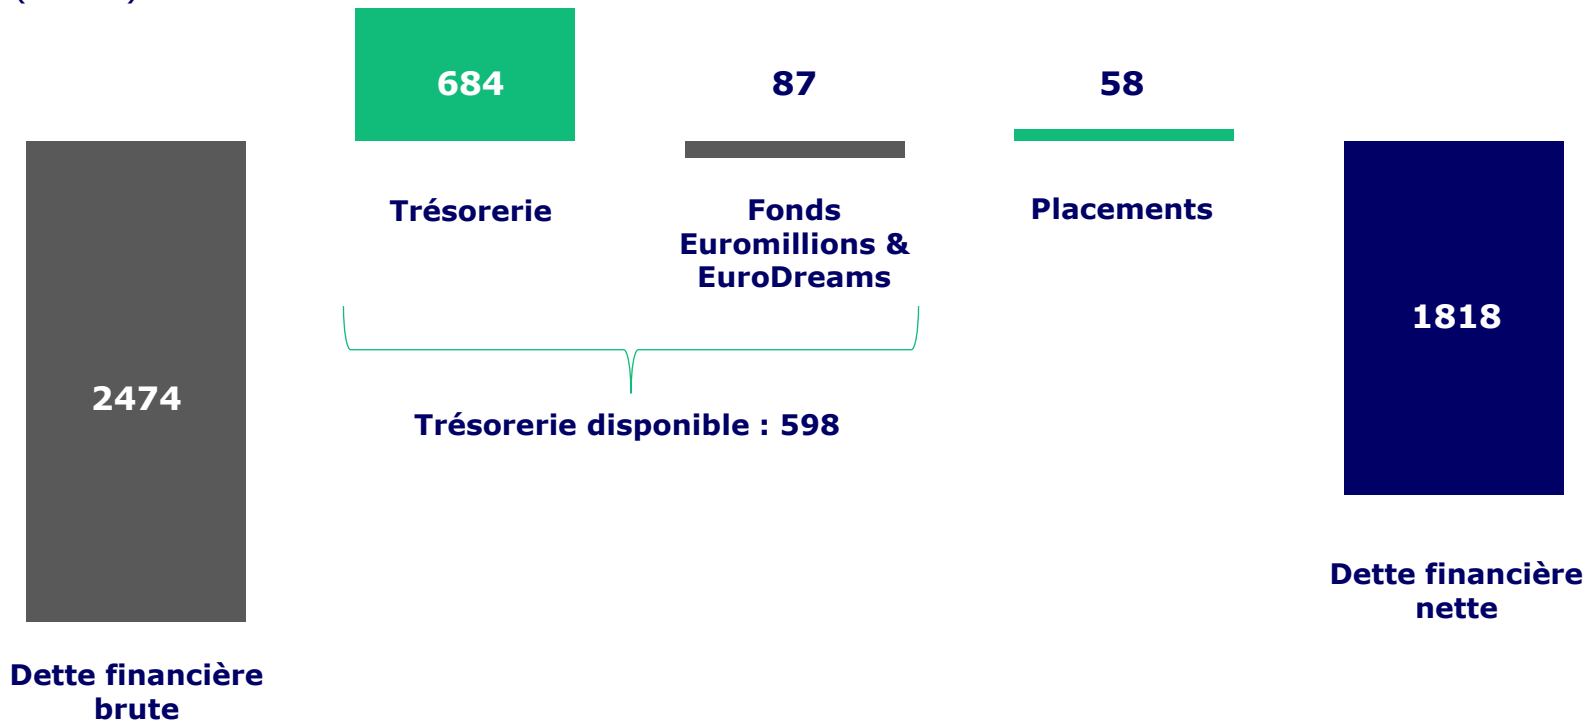 684
87
58
Trésorerie
Fonds
Euromillions &
EuroDreams
Placements
2474
1818
Trésorerie disponible : 598
Dette financière
nette
Dette financière
brute